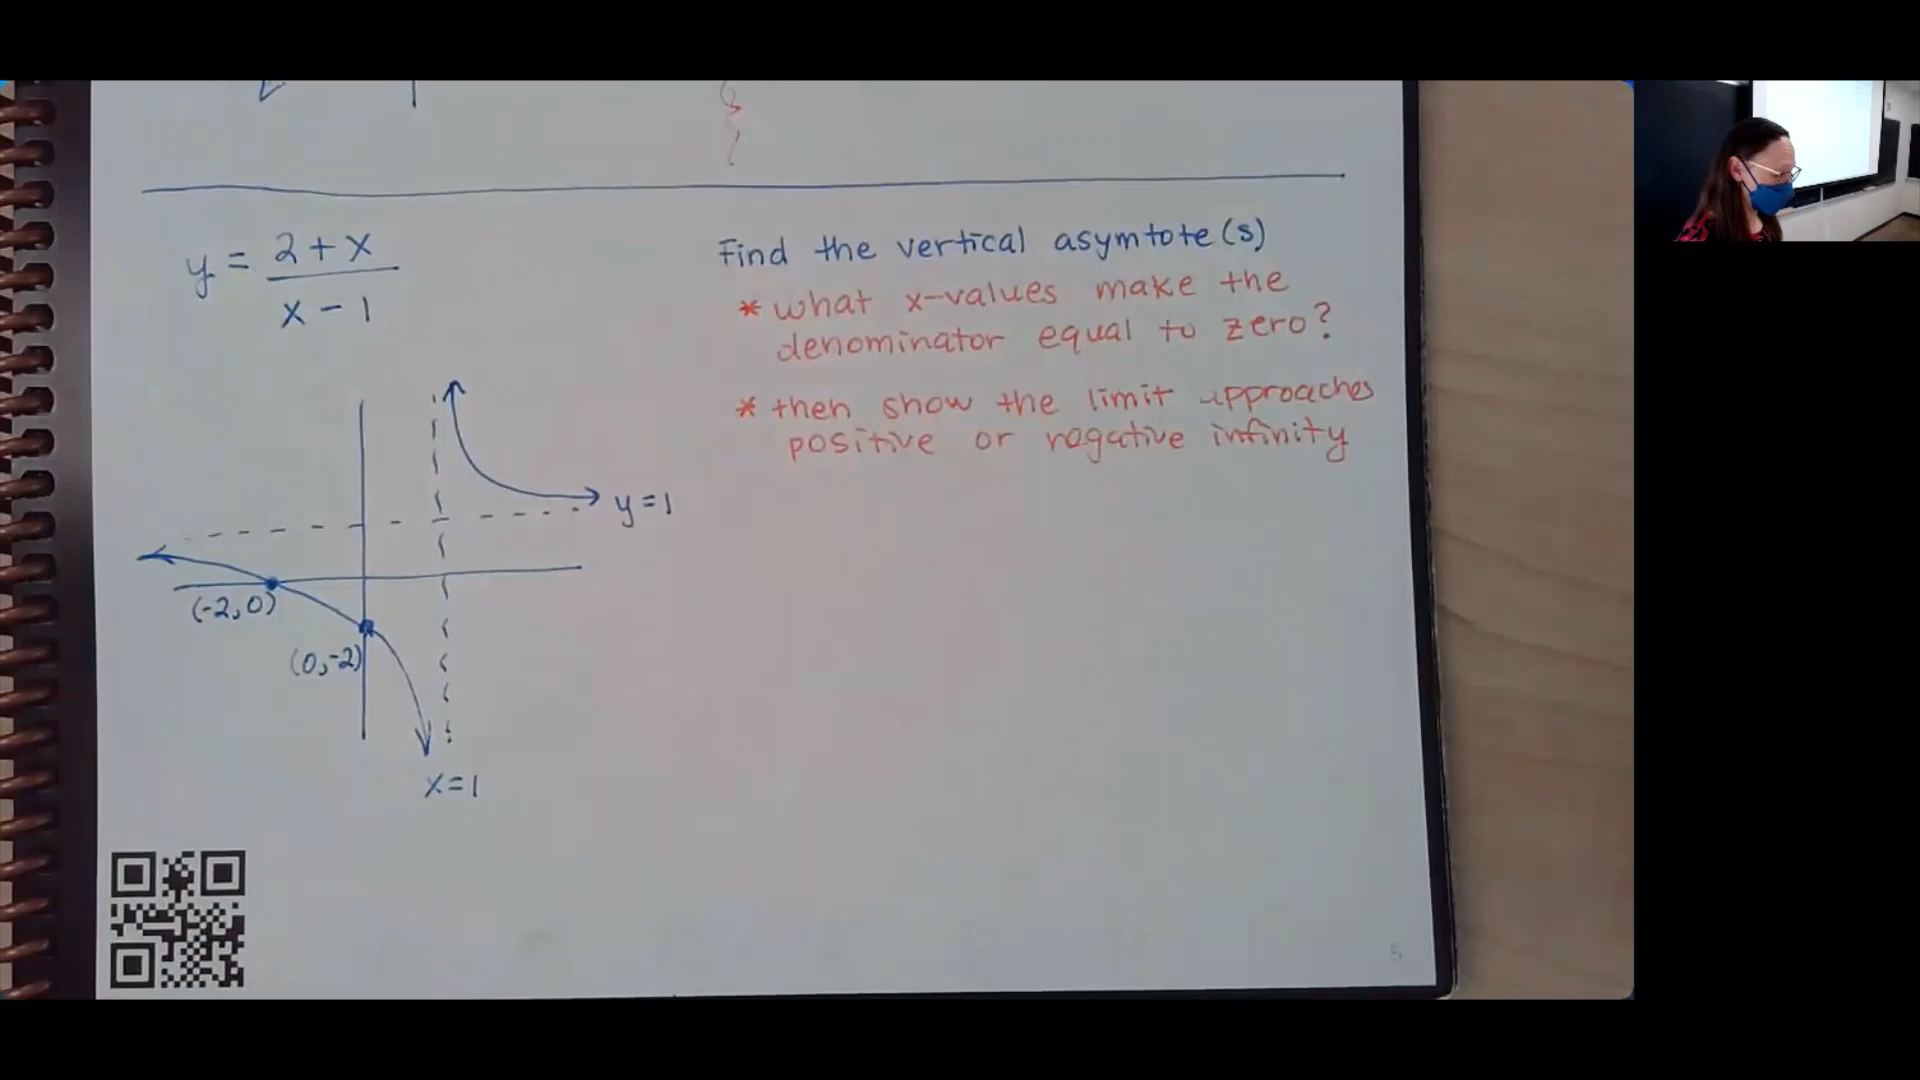 y = 2 + x / x - 1
Find the vertical asymtote(s)
* what x-values make the
denominator equal to zero?
* then show the limit approaches
positive or negative infinity
y = 1
(-2, 0)
(0, -2)
x = 1
5